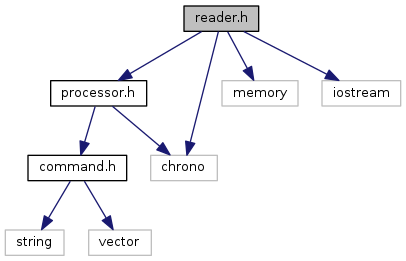 reader.h
processor.h
memory
iostream
command.h
chrono
string
vector